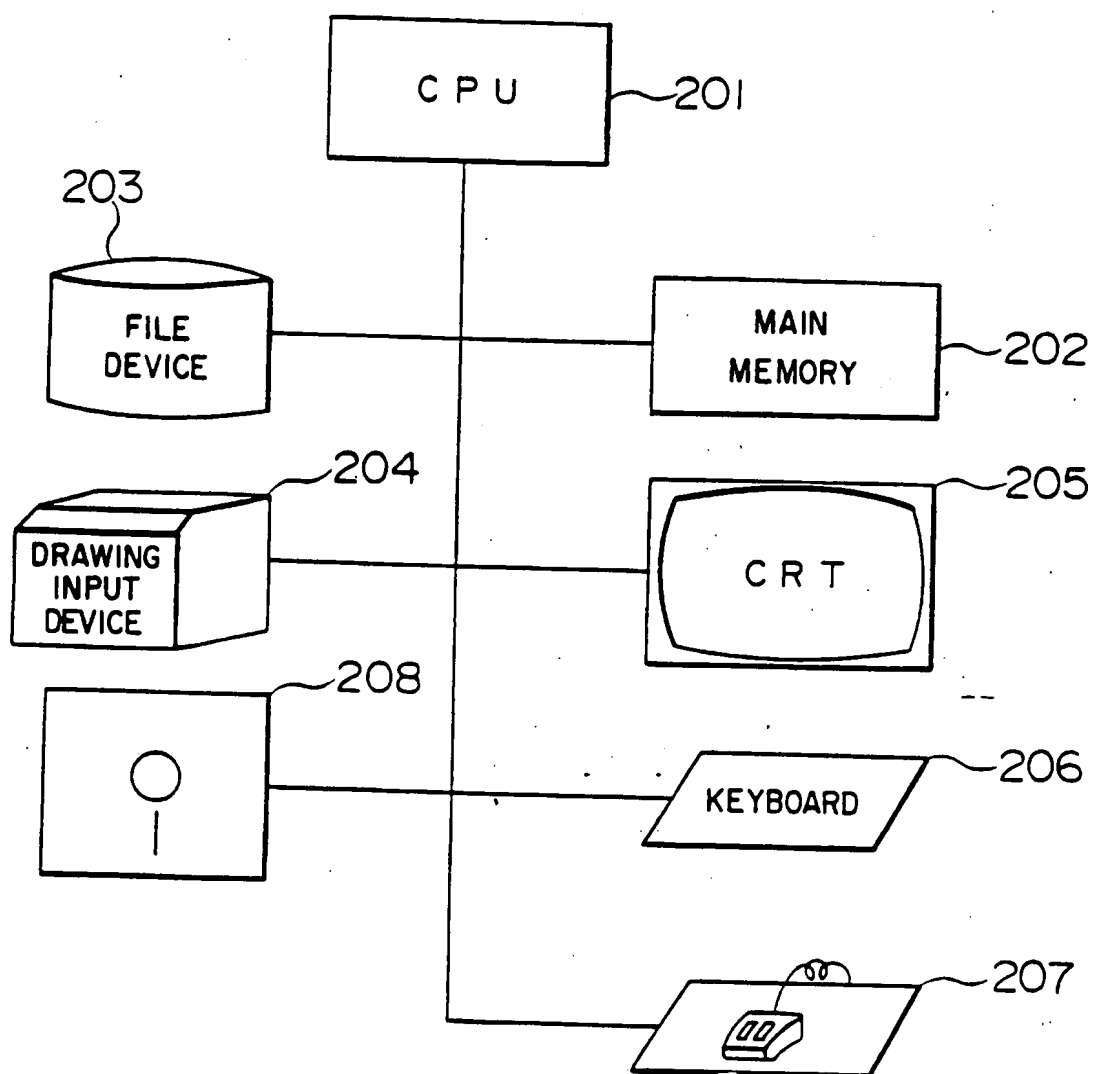 CPU
201
203
FILE
DEVICE
MAIN
MEMORY
202
204
DRAWING
INPUT
DEVICE
205
CRT
208
206
KEYBOARD
207